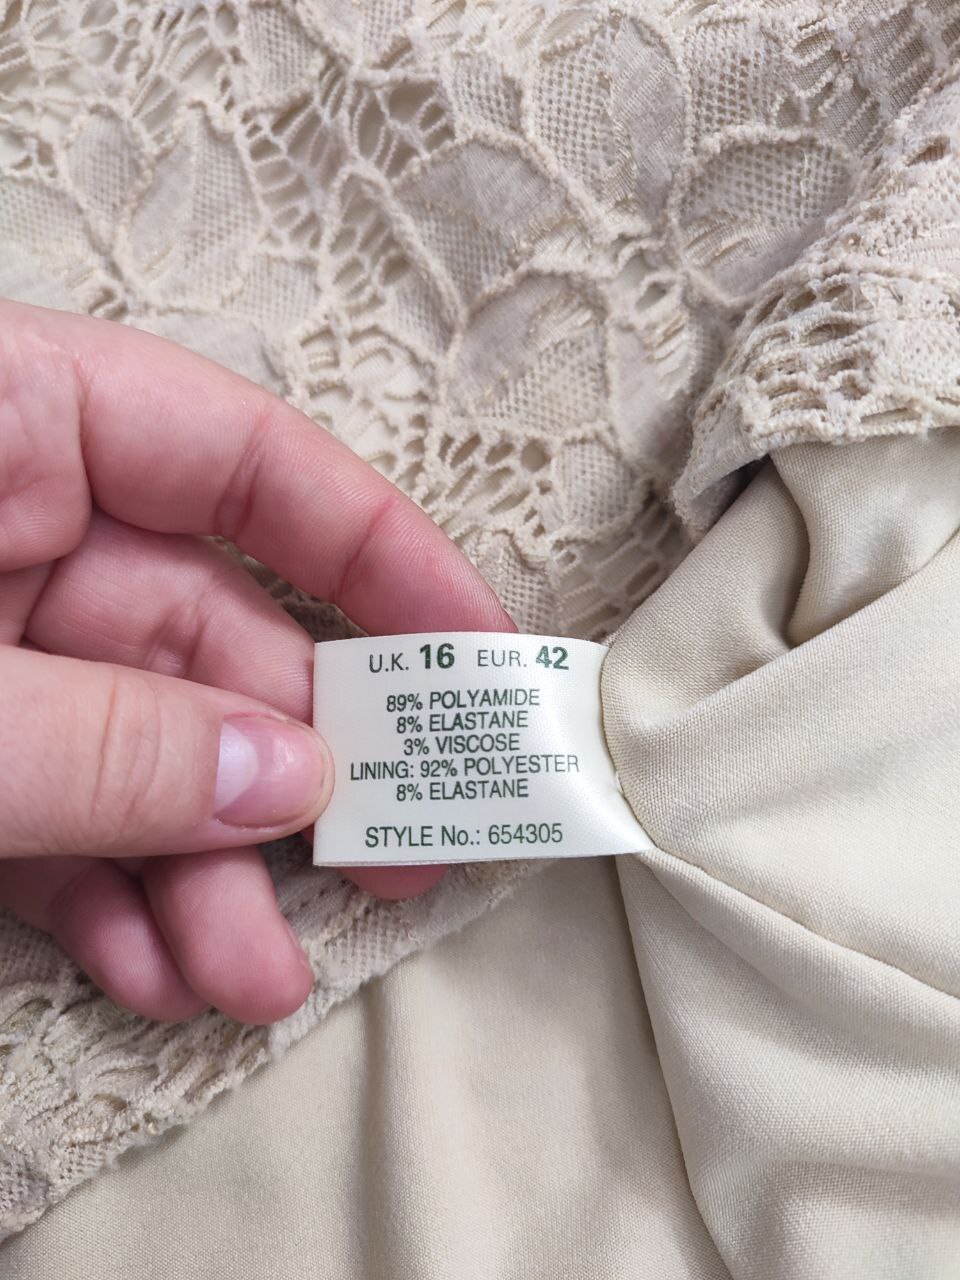 U.K. 16 EUR. 42
89% POLYAMIDE
8% ELASTANE
3% VISCOSE
LINING: 92% POLYESTER
8% ELASTANE
STYLE No.: 654305